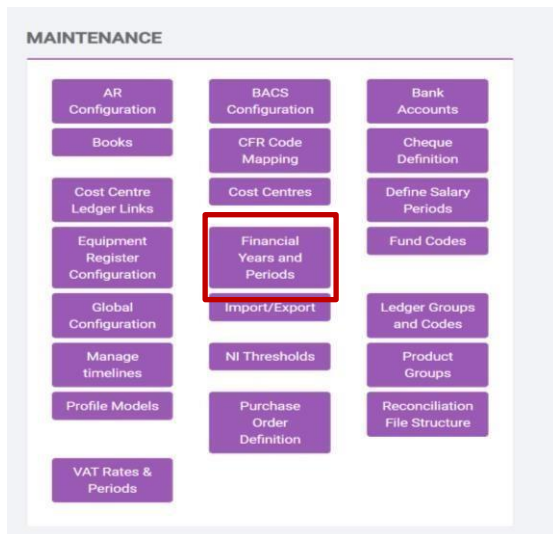 MAINTENANCE
AR
Configuration
BACS
Configuration
Bank
Accounts
Books
CFR Code
Mapping
Cheque
Definition
Cost Centre
Ledger Links
Cost Centres
Define Salary
Periods
Equipment
Register
Configuration
Financial
Years and
Periods
Fund Codes
Global
Configuration
Import/Export
Ledger Groups
and Codes
Manage
timelines
NI Thresholds
Product
Groups
Profile Models
Purchase
Order
Definition
Reconciliation
File Structure
VAT Rates &
Periods